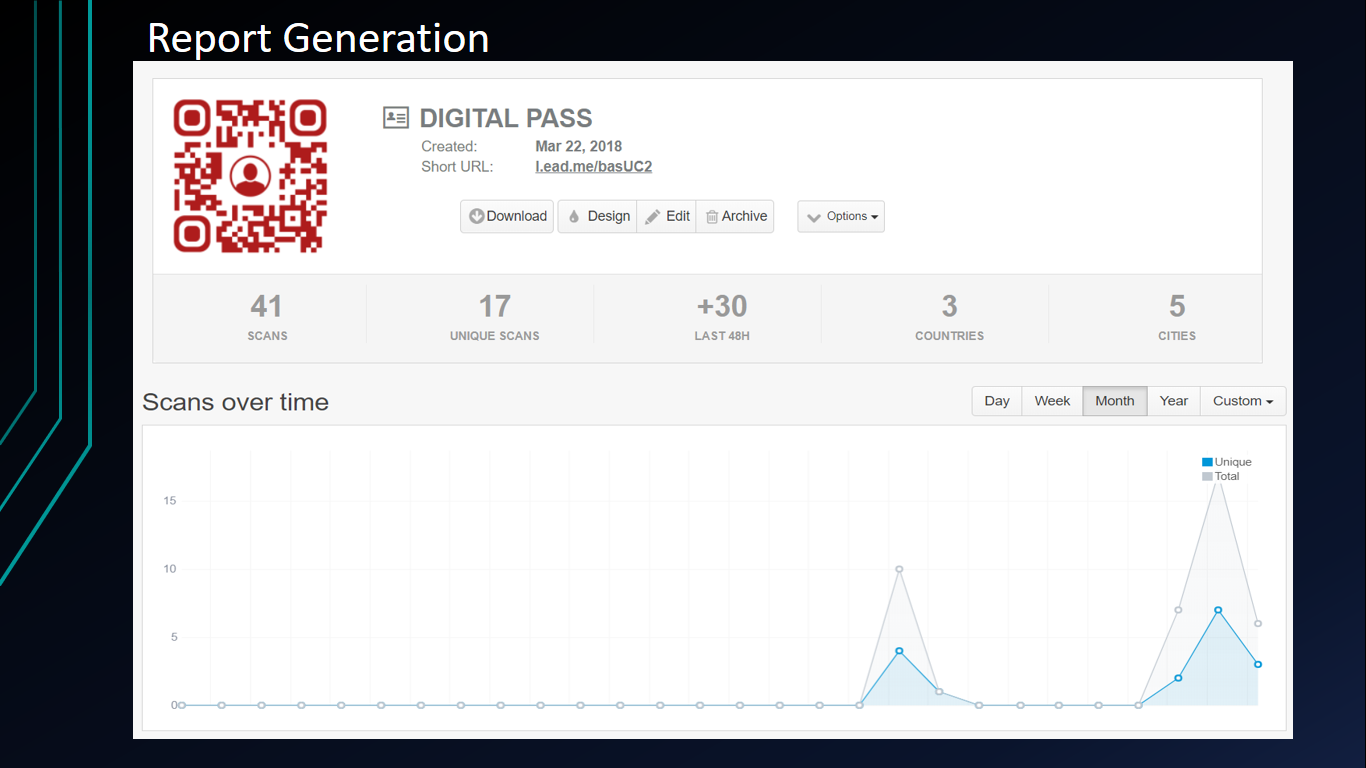 Report Generation
DIGITAL PASS
Created: Mar 22, 2018
Short URL: l.ead.me/basUC2
Download Design Edit Archive Options
41 17 +30 3 5
SCANS UNIQUE SCANS LAST 48H COUNTRIES CITIES
Scans over time
Day Week Month Year Custom
Unique
Total
15
10
5
0